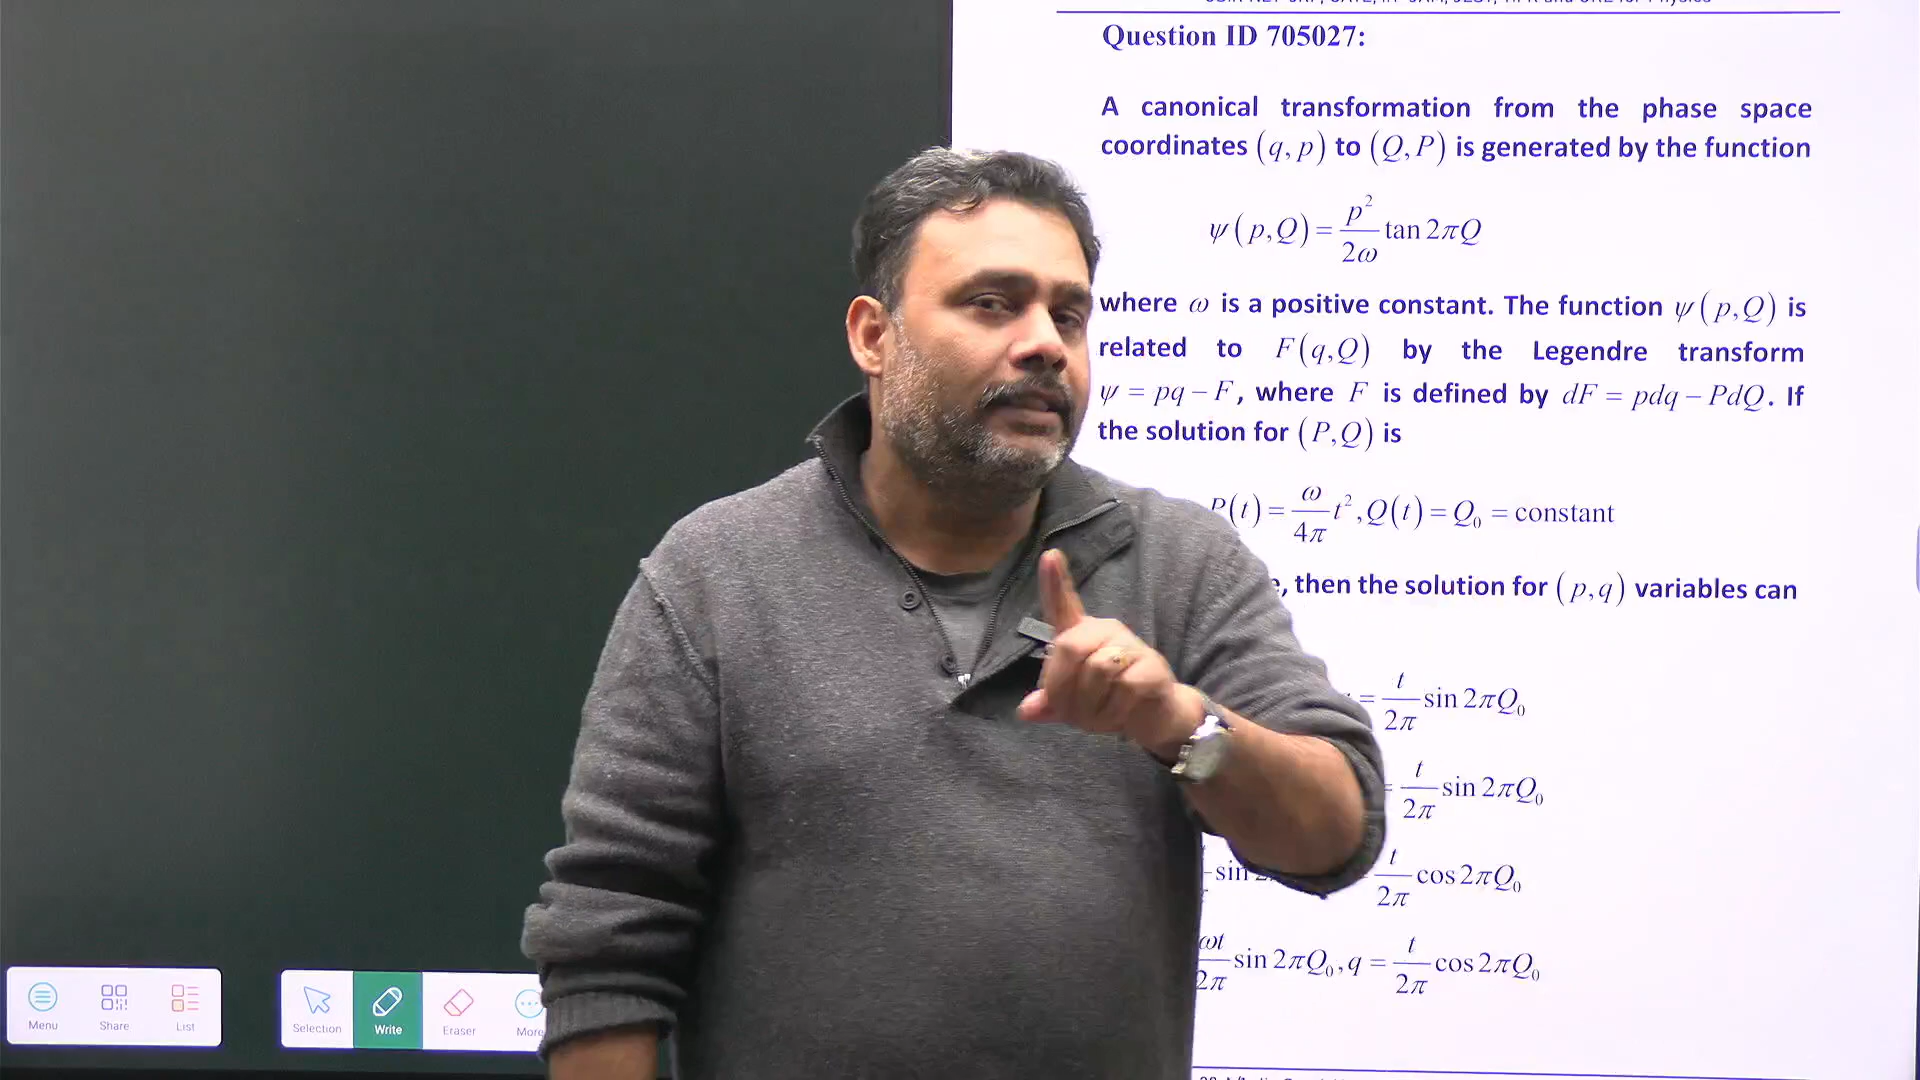 Question ID 705027:
A canonical transformation from the phase space
coordinates (q, p) to (Q, P) is generated by the function
ψ(p,Q) = p²/2ω tan 2πQ
where ω is a positive constant. The function ψ(p,Q) is
related to F(q,Q) by the Legendre transform
ψ = pq − F, where F is defined by dF = pdq − PdQ. If
the solution for (P,Q) is
P(t) = ω/4π t², Q(t) = Q₀ = constant
, then the solution for (p,q) variables can
= t/2π sin 2πQ₀
= t/2π sin 2πQ₀
sin t/2π cos 2πQ₀
ωt/2π sin 2πQ₀, q = t/2π cos 2πQ₀
Menu
Share
List
Selection
Write
Eraser
More